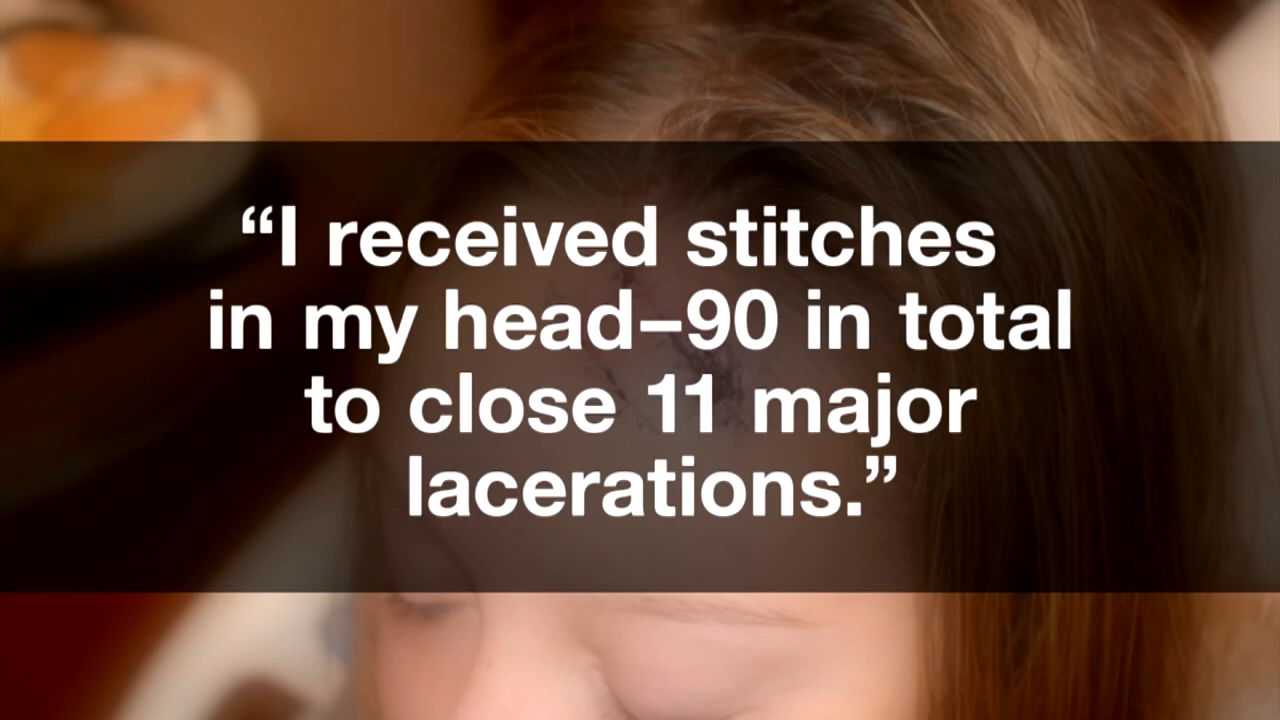 “I received stitches
in my head–90 in total
to close 11 major
lacerations.”